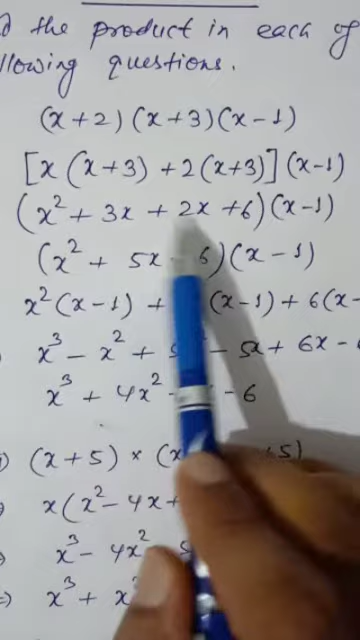 the product in each of
llowing questions.
(x+2)(x+3)(x-1)
[x(x+3)+2(x+3)](x-1)
(x²+3x+2x+6)(x-1)
(x²+5x 6)(x-1)
x²(x-1)+ (x-1)+6(x-
x³-x²+ -5x+6x-
x³+4x² -6
(x+5)×(x +5)
x(x²-4x+
x³-4x²
x³+